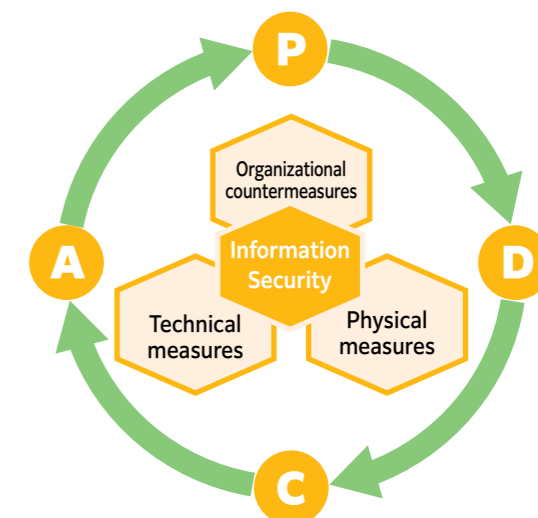 P
Organizational
countermeasures
Information
Security
A
D
Technical
measures
Physical
measures
C